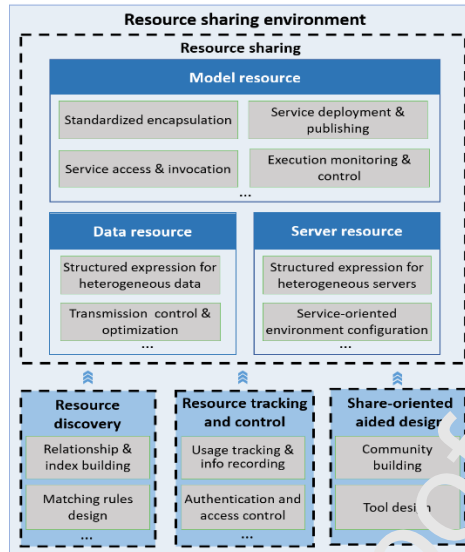 Resource sharing environment
Resource sharing
Model resource
Standardized encapsulation
Service deployment &
publishing
Service access & invocation
Execution monitoring &
control
...
Data resource
Structured expression for
heterogeneous data
Transmission control &
optimization
...
Server resource
Structured expression for
heterogeneous servers
Service-oriented
environment configuration
...
Resource
discovery
Relationship &
index building
Matching rules
design
...
Resource tracking
and control
Usage tracking &
info recording
Authentication and
access control
...
Share-oriented
aided design
Community
building
Tool design